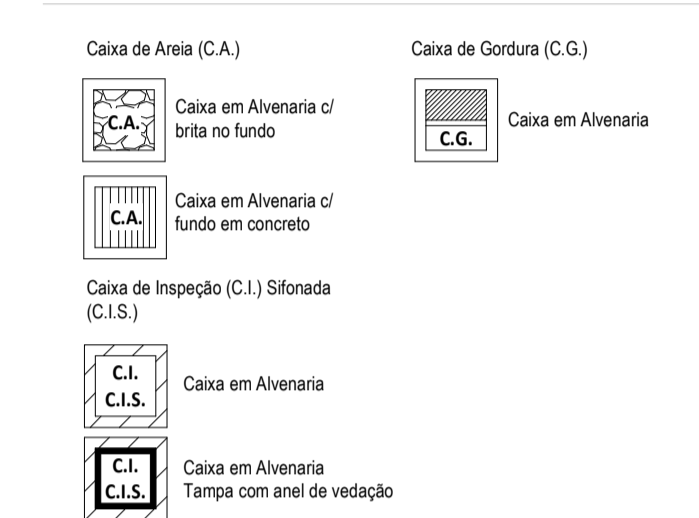 Caixa de Areia (C.A.)
C.A.
Caixa em Alvenaria c/
brita no fundo
C.A.
Caixa em Alvenaria c/
fundo em concreto
Caixa de Gordura (C.G.)
C.G.
Caixa em Alvenaria
Caixa de Inspeção (C.I.) Sifonada
(C.I.S.)
C.I.
C.I.S.
Caixa em Alvenaria
C.I.
C.I.S.
Caixa em Alvenaria
Tampa com anel de vedação